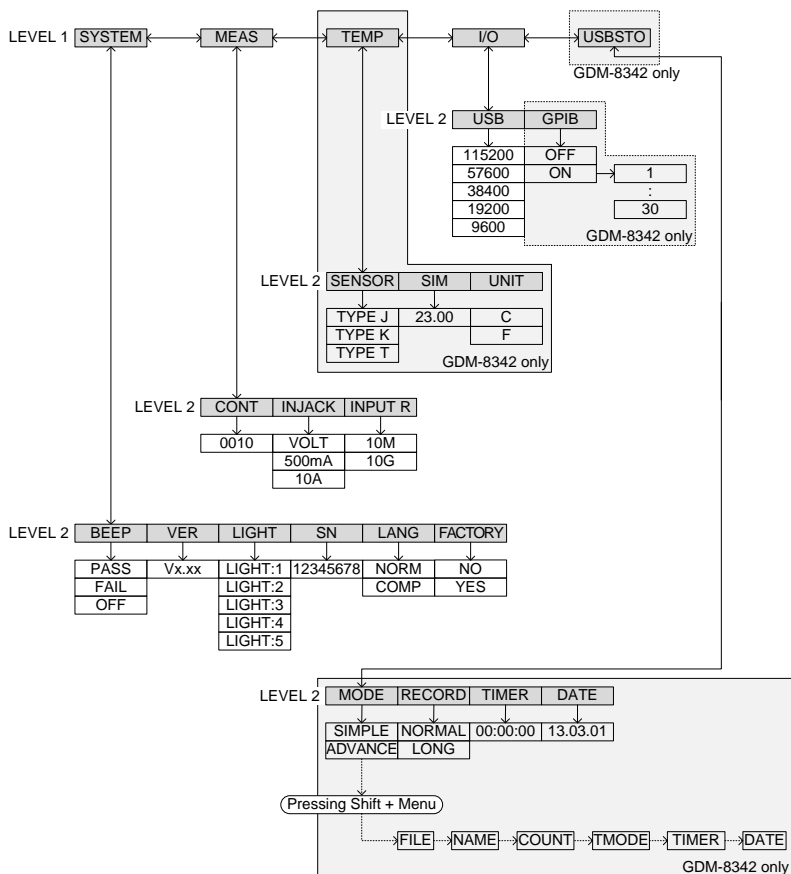 LEVEL 1 SYSTEM MEAS TEMP I/O USBSTO
GDM-8342 only
LEVEL 2 USB GPIB
115200 OFF
57600 ON 1
38400 :
19200 30
9600
GDM-8342 only
LEVEL 2 SENSOR SIM UNIT
TYPE J 23.00 C
TYPE K F
TYPE T
GDM-8342 only
LEVEL 2 CONT INJACK INPUT R
0010 VOLT 10M
500mA 10G
10A
LEVEL 2 BEEP VER LIGHT SN LANG FACTORY
PASS Vx.xx LIGHT:1 12345678 NORM NO
FAIL LIGHT:2 COMP YES
OFF LIGHT:3
LIGHT:4
LIGHT:5
LEVEL 2 MODE RECORD TIMER DATE
SIMPLE NORMAL 00:00:00 13.03.01
ADVANCE LONG
Pressing Shift + Menu
FILE NAME COUNT TMODE TIMER DATE
GDM-8342 only